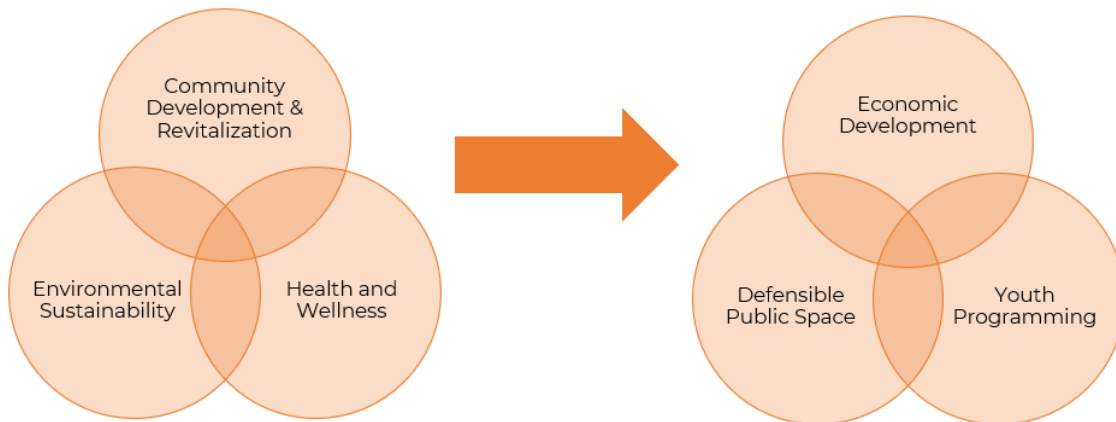 Community
Development &
Revitalization
Environmental
Sustainability
Health and
Wellness
Economic
Development
Defensible
Public Space
Youth
Programming